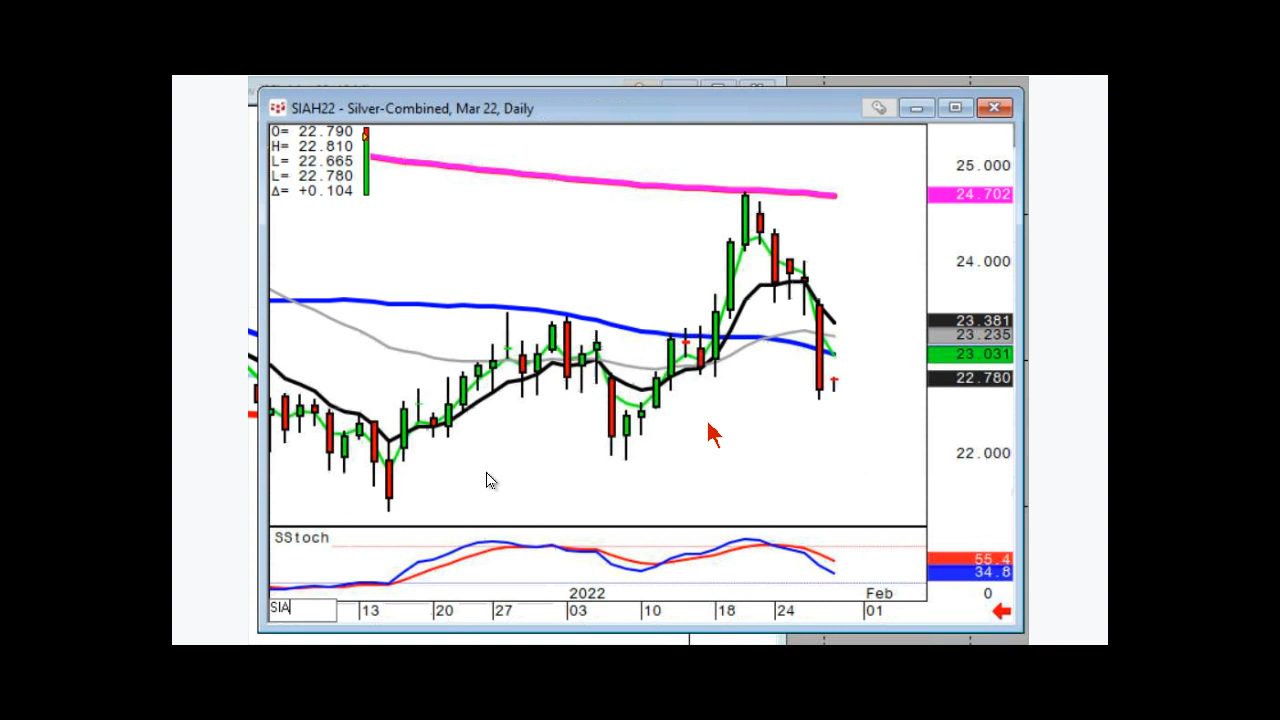 SIAH22 - Silver-Combined, Mar 22, Daily
O= 22.790
H= 22.810
L= 22.665
L= 22.780
Δ= +0.104
25.000
24.702
24.000
23.381
23.235
23.031
22.780
22.000
SStoch
55.4
34.8
0
2022
Feb
SIA
13
20
27
03
10
18
24
01